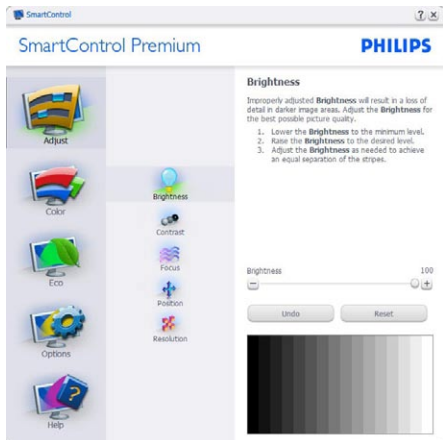 SmartControl
SmartControl Premium
PHILIPS
Adjust
Color
Eco
Options
Help
Brightness
Contrast
Focus
Position
Resolution
Brightness
Improperly adjusted Brightness will result in a loss of
detail in darker image areas. Adjust the Brightness for
the best possible picture quality.
1. Lower the Brightness to the minimum level.
2. Raise the Brightness to the desired level.
3. Adjust the Brightness as needed to achieve
an equal separation of the stripes.
Brightness 100
Undo Reset